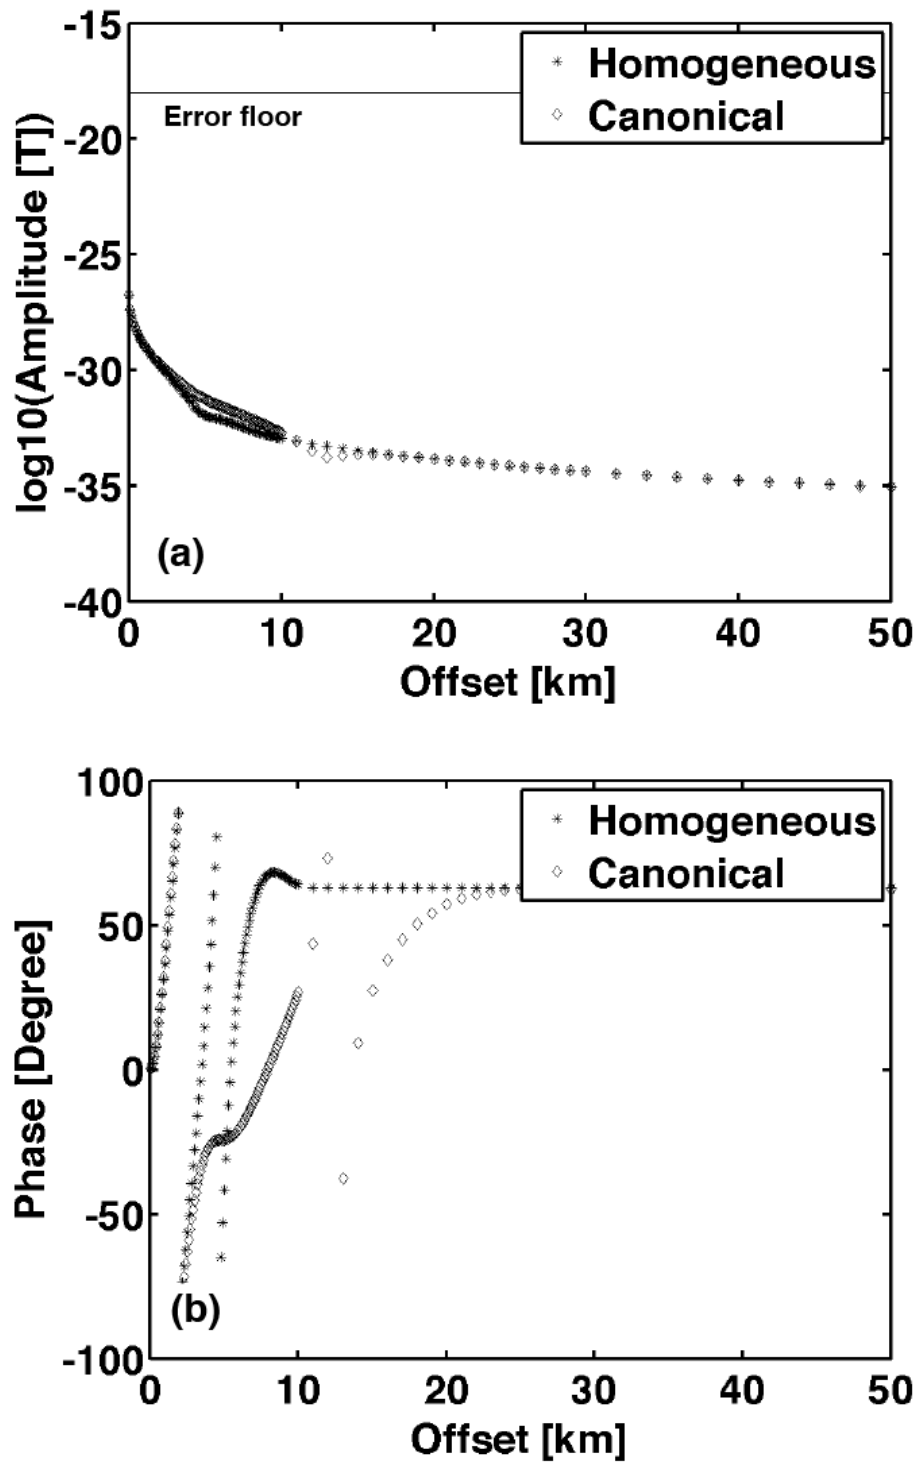 -15
Homogeneous
Canonical
Error floor
-20
-25
-30
-35
-40
log10(Amplitude [T])
(a)
0 10 20 30 40 50
Offset [km]
100
Homogeneous
Canonical
50
0
-50
-100
Phase [Degree]
(b)
0 10 20 30 40 50
Offset [km]